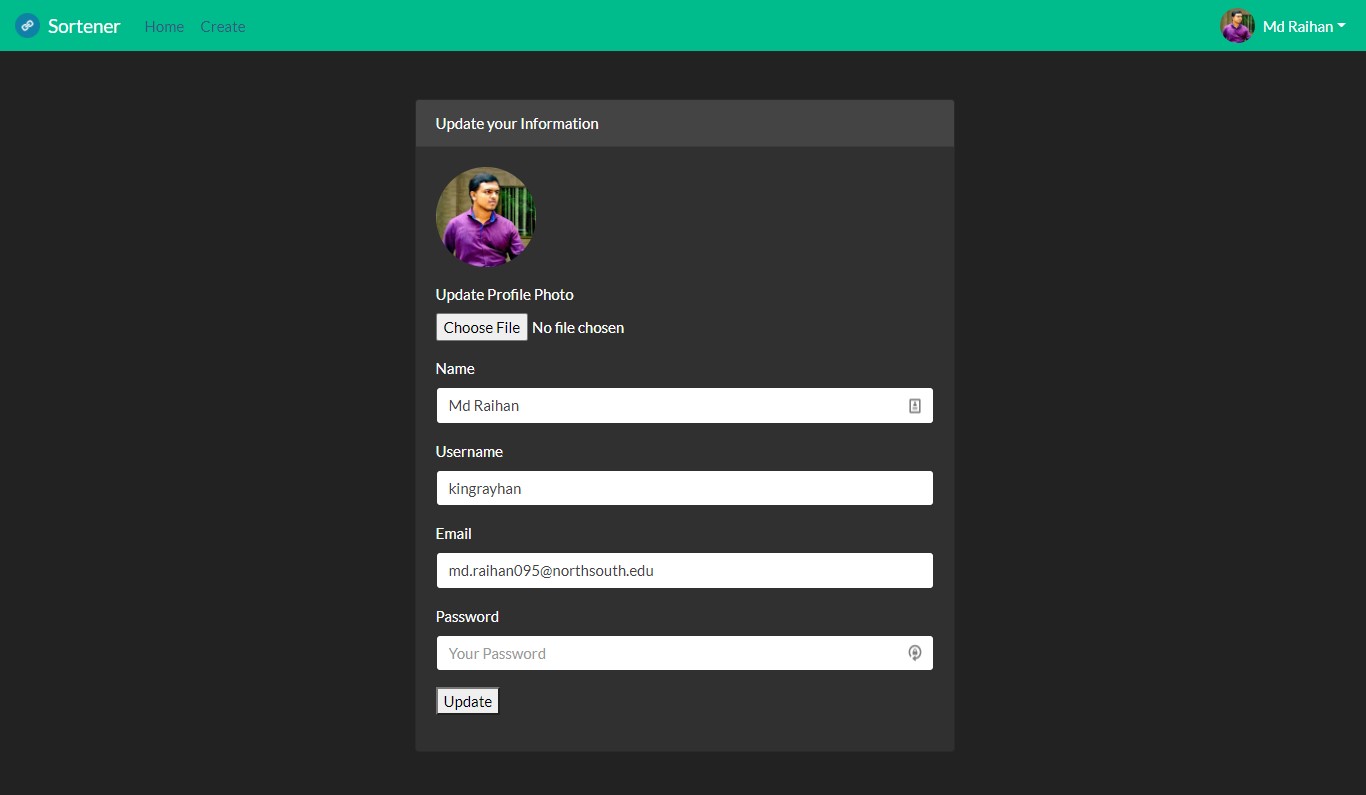 Sortener Home Create Md Raihan
Update your Information
Update Profile Photo
Choose File No file chosen
Name
Md Raihan
Username
kingrayhan
Email
md.raihan095@northsouth.edu
Password
Your Password
Update